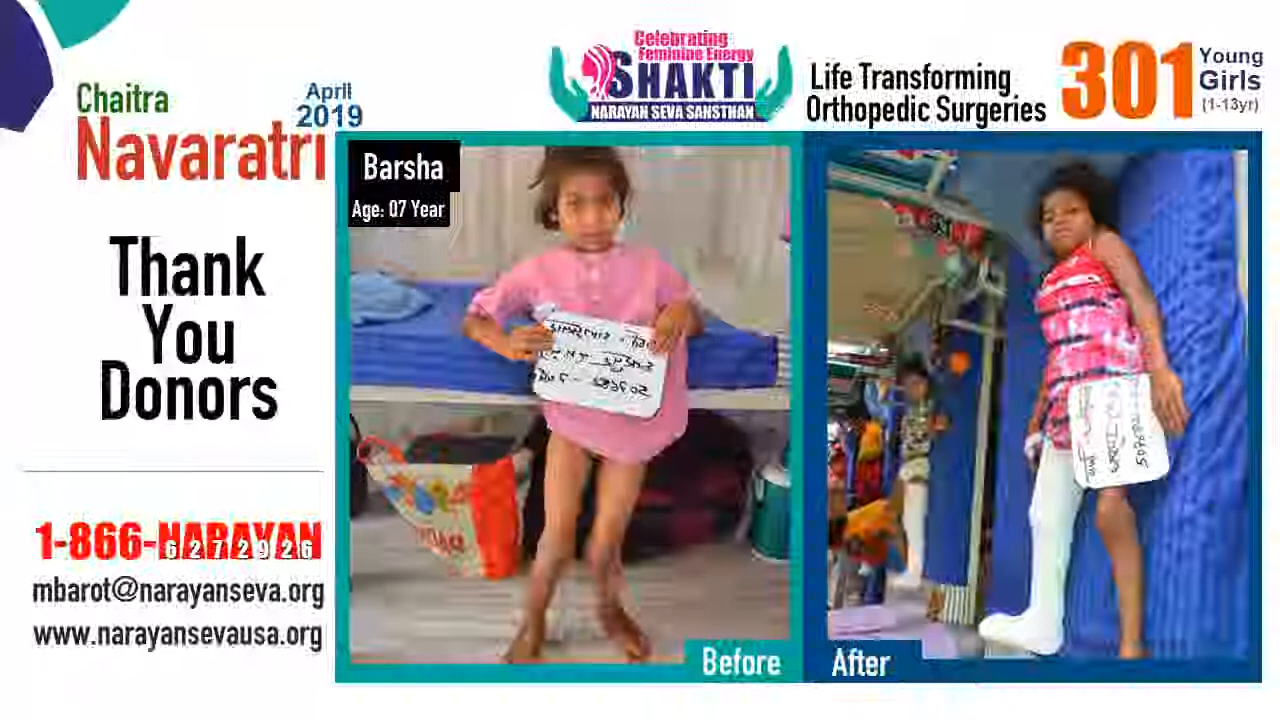 Chaitra
Navaratri
April
2019
Celebrating
Feminine Energy
SHAKTI
NARAYAN SEVA SANSTHAN
Life Transforming
Orthopedic Surgeries
301
Young
Girls
(1-13yr)
Thank
You
Donors
1-866-NARAYAN
6272926
mbarot@narayanseva.org
www.narayansevausa.org
Barsha
Age: 07 Year
Before
After